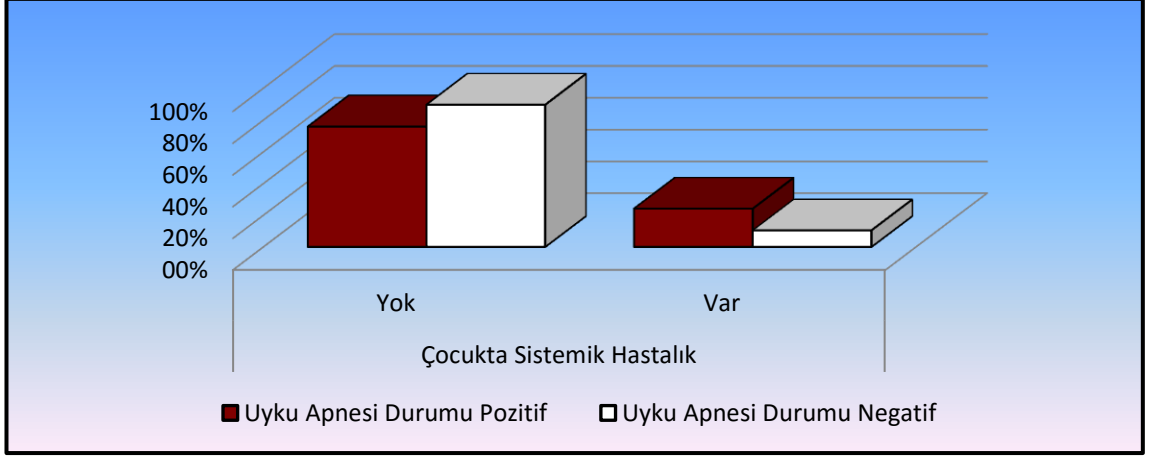 100%
80%
60%
40%
20%
00%
Yok Var
Çocukta Sistemik Hastalık
Uyku Apnesi Durumu Pozitif Uyku Apnesi Durumu Negatif